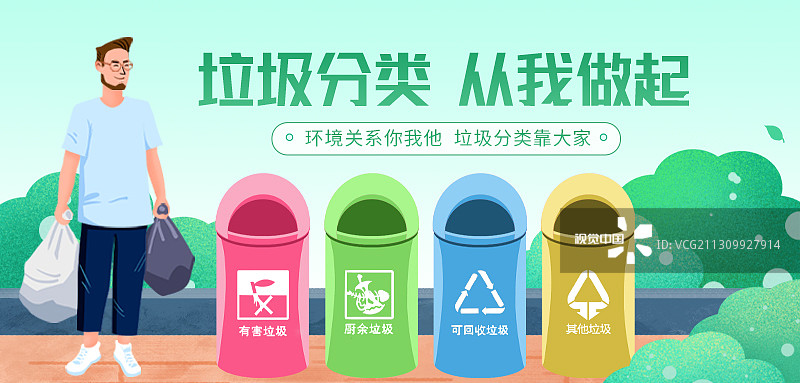 垃圾分类 从我做起
环境关系你我他 垃圾分类靠大家
视觉中国
ID:VCG211309927914
有害垃圾
厨余垃圾
可回收垃圾
其他垃圾